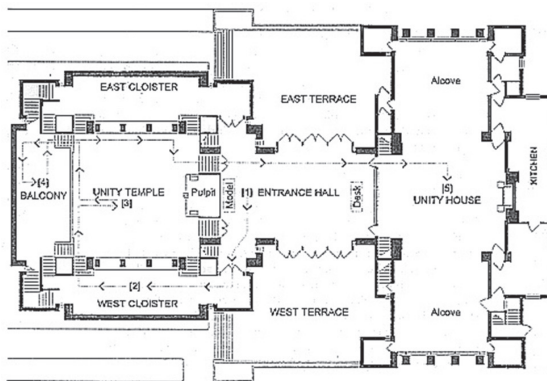 EAST CLOISTER
Alcove
EAST TERRACE
KITCHEN
[4]
BALCONY
UNITY TEMPLE
[3]
Pulpit
Model
[1]
ENTRANCE HALL
Desk
[5]
UNITY HOUSE
[2]
WEST CLOISTER
WEST TERRACE
Alcove